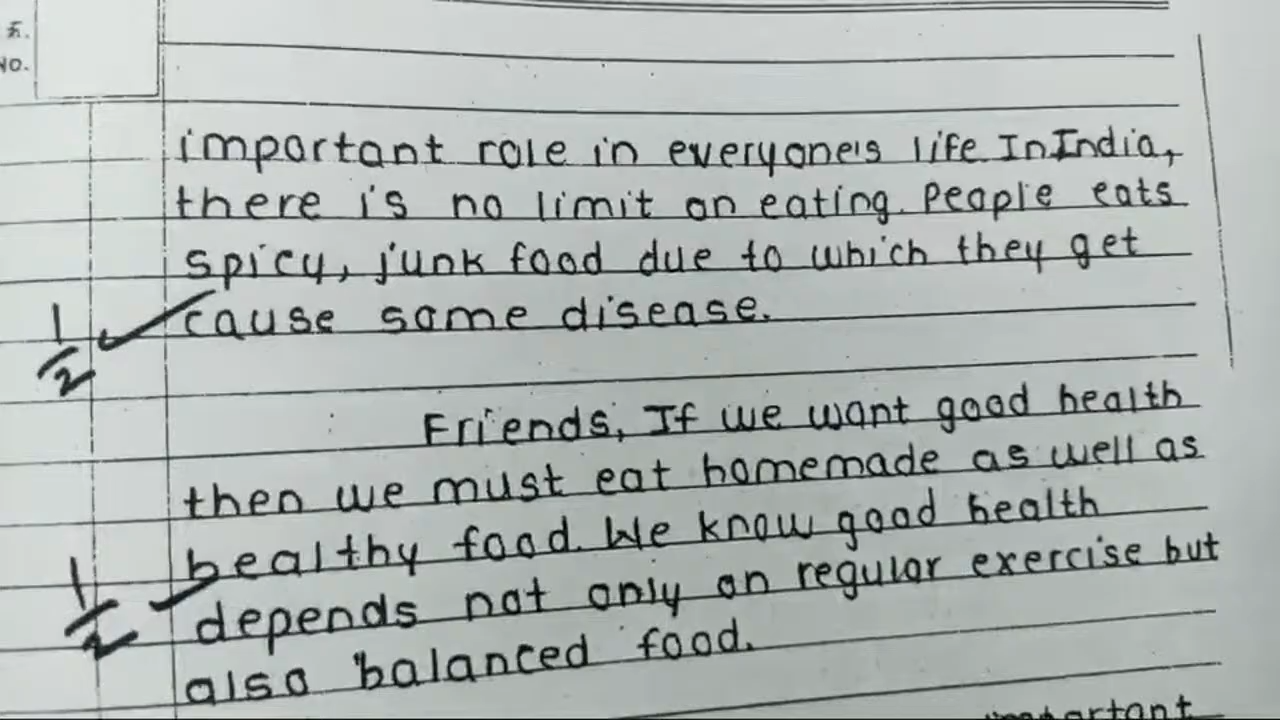 क्र.
NO.
important role in everyone's life. In India,
there is no limit on eating. People eats
spicy, junk food due to which they get
cause some disease.
1/2
Friends, If we want good health
then we must eat homemade as well as
healthy food. We know good health
depends not only on regular exercise but
1/2
also balanced food.
important